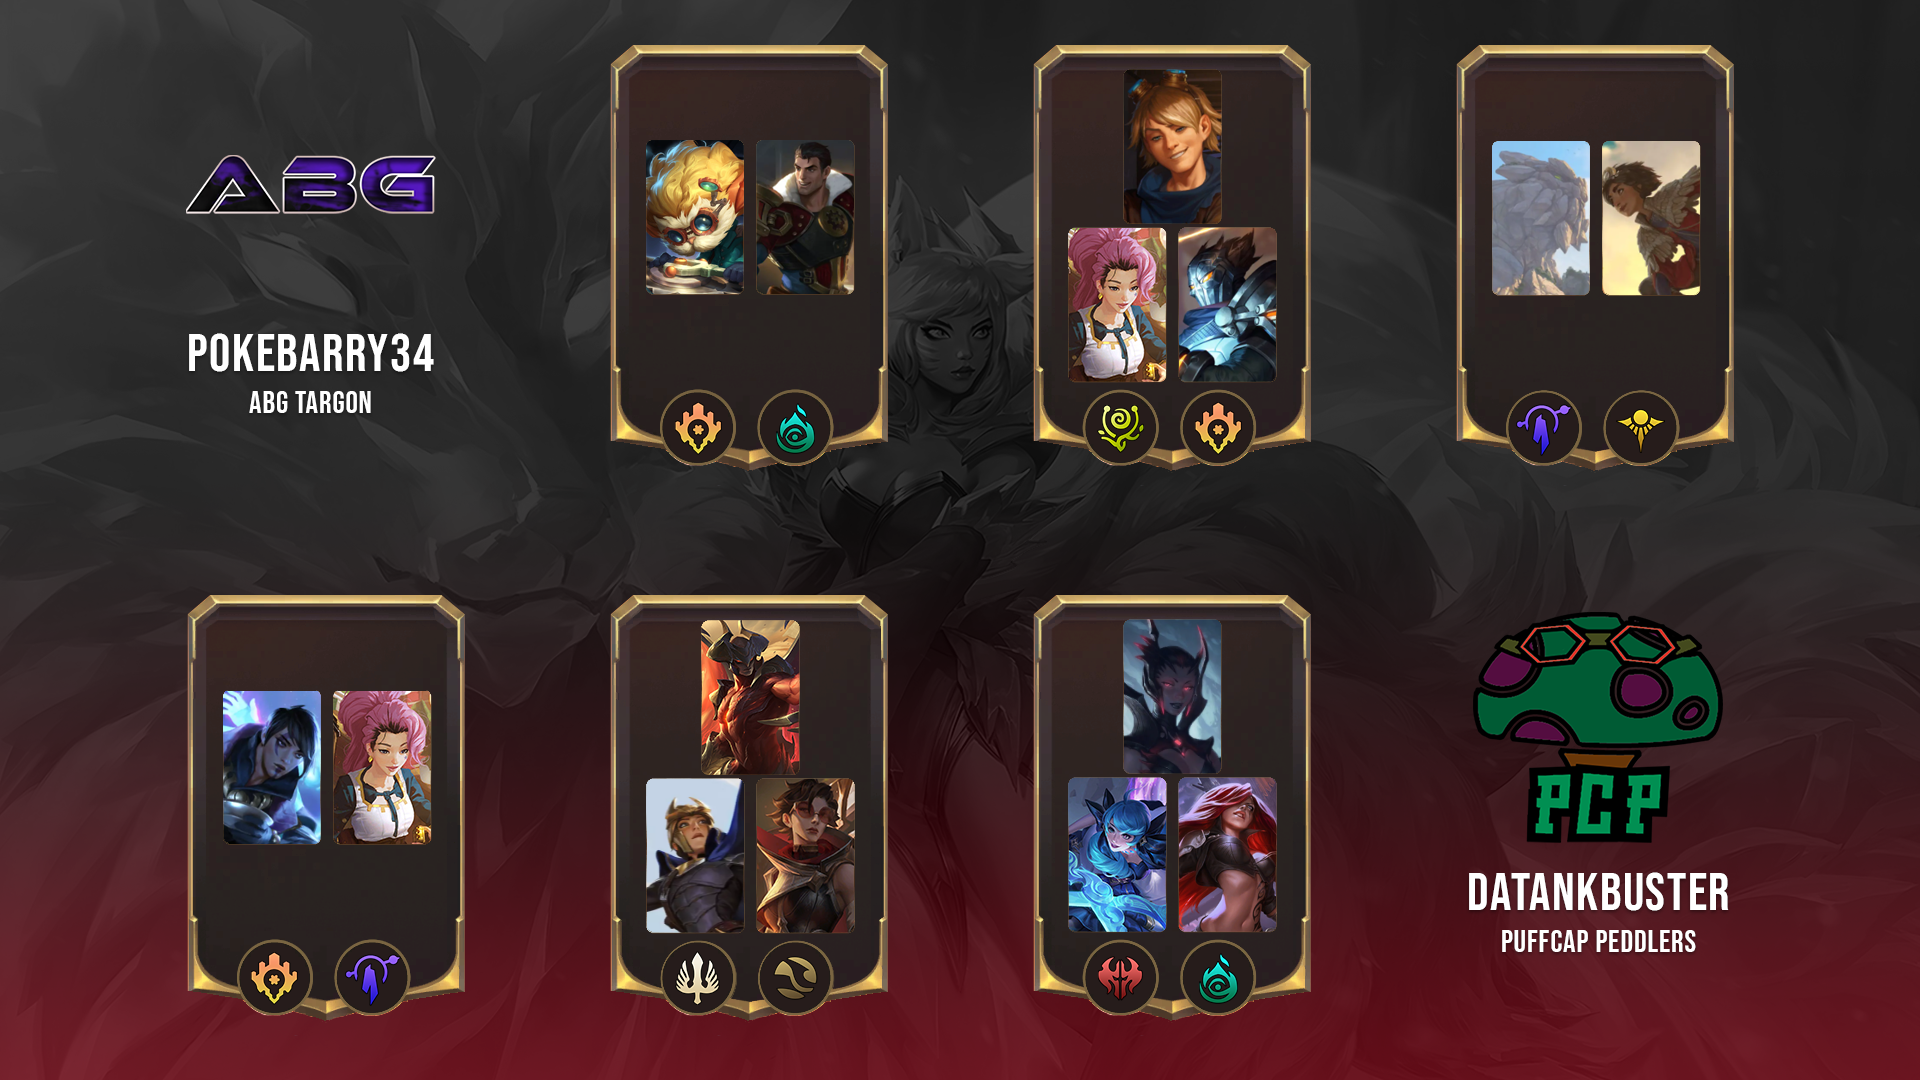 ABG
POKEBARRY34
ABG TARGON
PCP
DATANKBUSTER
PUFFCAP PEDDLERS